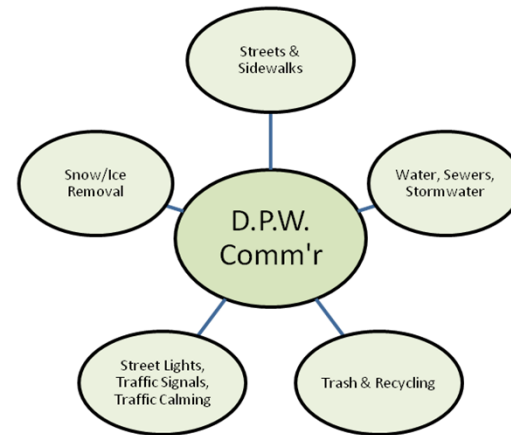 Streets &
Sidewalks
Snow/Ice
Removal
Water, Sewers,
Stormwater
D.P.W.
Comm'r
Street Lights,
Traffic Signals,
Traffic Calming
Trash & Recycling